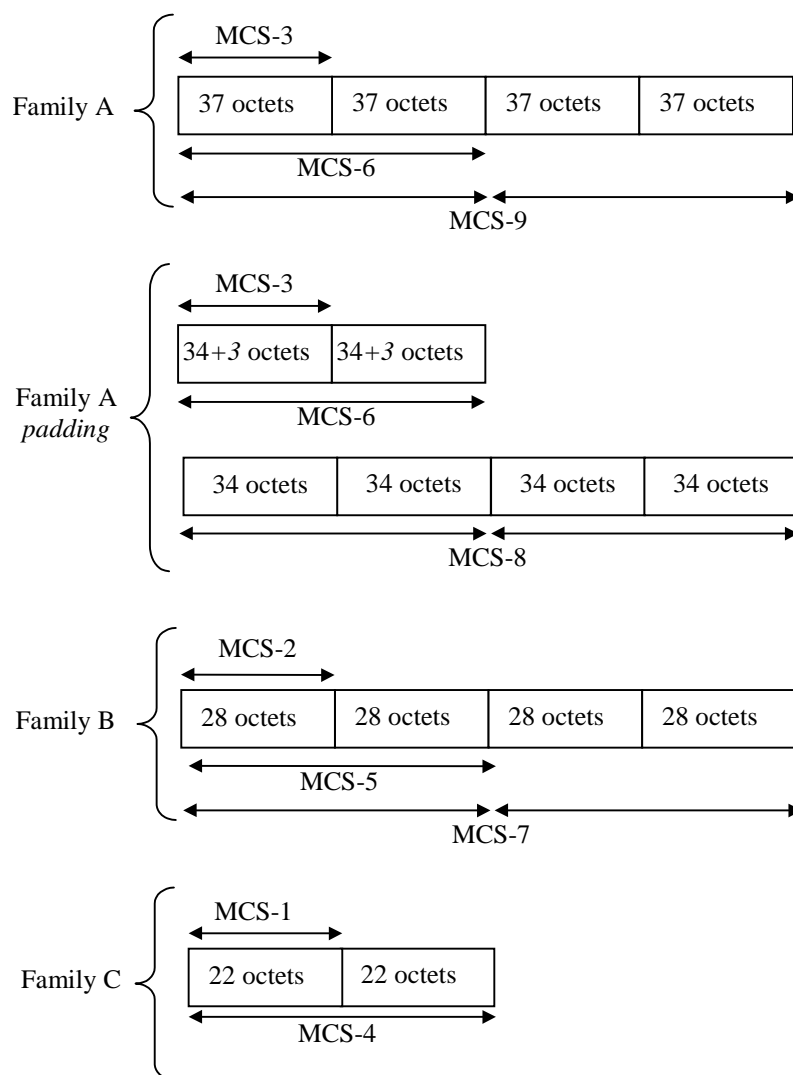 MCS-3
Family A
37 octets 37 octets 37 octets 37 octets
MCS-6
MCS-9
MCS-3
34+3 octets 34+3 octets
Family A
padding
MCS-6
34 octets 34 octets 34 octets 34 octets
MCS-8
MCS-2
Family B
28 octets 28 octets 28 octets 28 octets
MCS-5
MCS-7
MCS-1
Family C
22 octets 22 octets
MCS-4